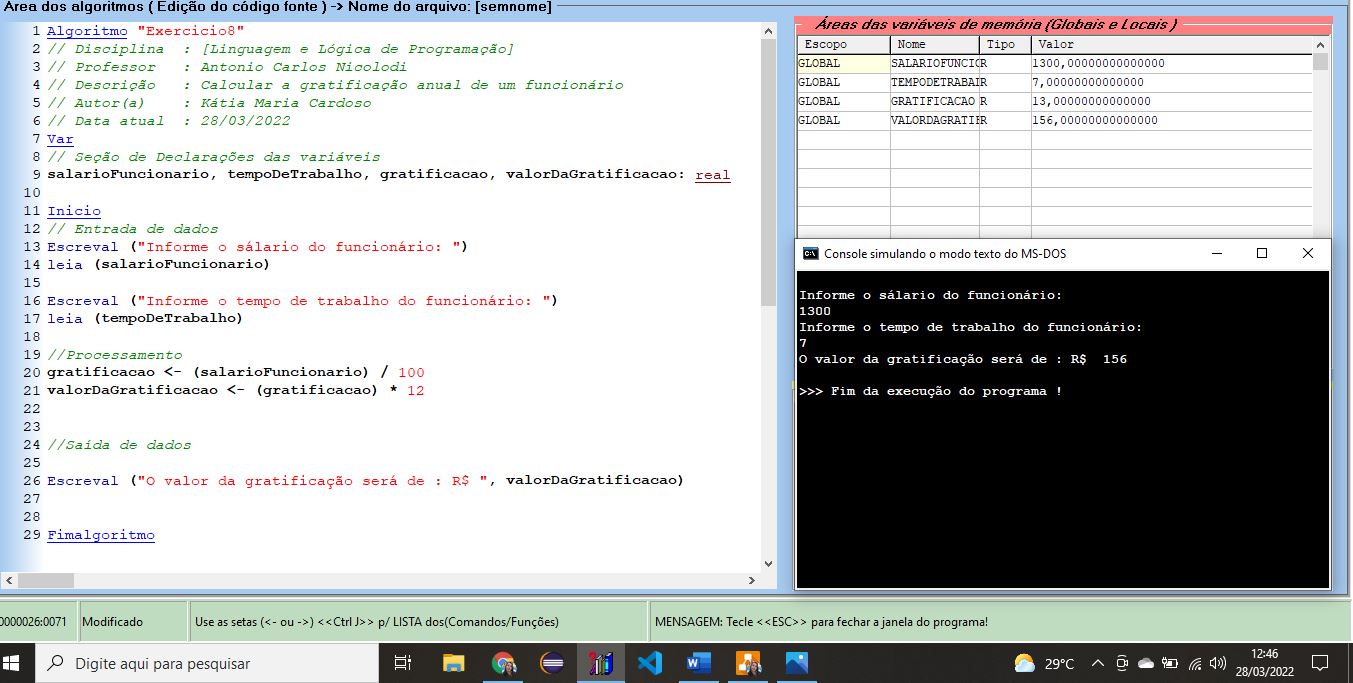 Área dos algoritmos ( Edição do código fonte ) -> Nome do arquivo: [semnome]
1 Algoritmo "Exercicio8"
2 // Disciplina : [Linguagem e Lógica de Programação]
3 // Professor : Antonio Carlos Nicolodi
4 // Descrição : Calcular a gratificação anual de um funcionário
5 // Autor(a) : Kátia Maria Cardoso
6 // Data atual : 28/03/2022
7 Var
8 // Seção de Declarações das variáveis
9 salarioFuncionario, tempoDeTrabalho, gratificacao, valorDaGratificacao: real
10
11 Inicio
12 // Entrada de dados
13 Escreval ("Informe o sálario do funcionário: ")
14 leia (salarioFuncionario)
15
16 Escreval ("Informe o tempo de trabalho do funcionário: ")
17 leia (tempoDeTrabalho)
18
19 //Processamento
20 gratificacao <- (salarioFuncionario) / 100
21 valorDaGratificacao <- (gratificacao) * 12
22
23
24 //Saída de dados
25
26 Escreval ("O valor da gratificação será de : R$ ", valorDaGratificacao)
27
28
29 Fimalgoritmo
Áreas das variáveis de memória (Globais e Locais )
Escopo Nome Tipo Valor
GLOBAL SALARIOFUNCIO R 1300,00000000000000
GLOBAL TEMPODETRABAI R 7,00000000000000
GLOBAL GRATIFICACAO R 13,00000000000000
GLOBAL VALORDAGRATIF R 156,00000000000000
Console simulando o modo texto do MS-DOS
Informe o sálario do funcionário:
1300
Informe o tempo de trabalho do funcionário:
7
O valor da gratificação será de : R$ 156
>>> Fim da execução do programa !
0000026:0071 Modificado Use as setas (<- ou ->) <<Ctrl J>> p/ LISTA dos(Comandos/Funções) MENSAGEM: Tecle <<ESC>> para fechar a janela do programa!
Digite aqui para pesquisar
29°C
12:46
28/03/2022